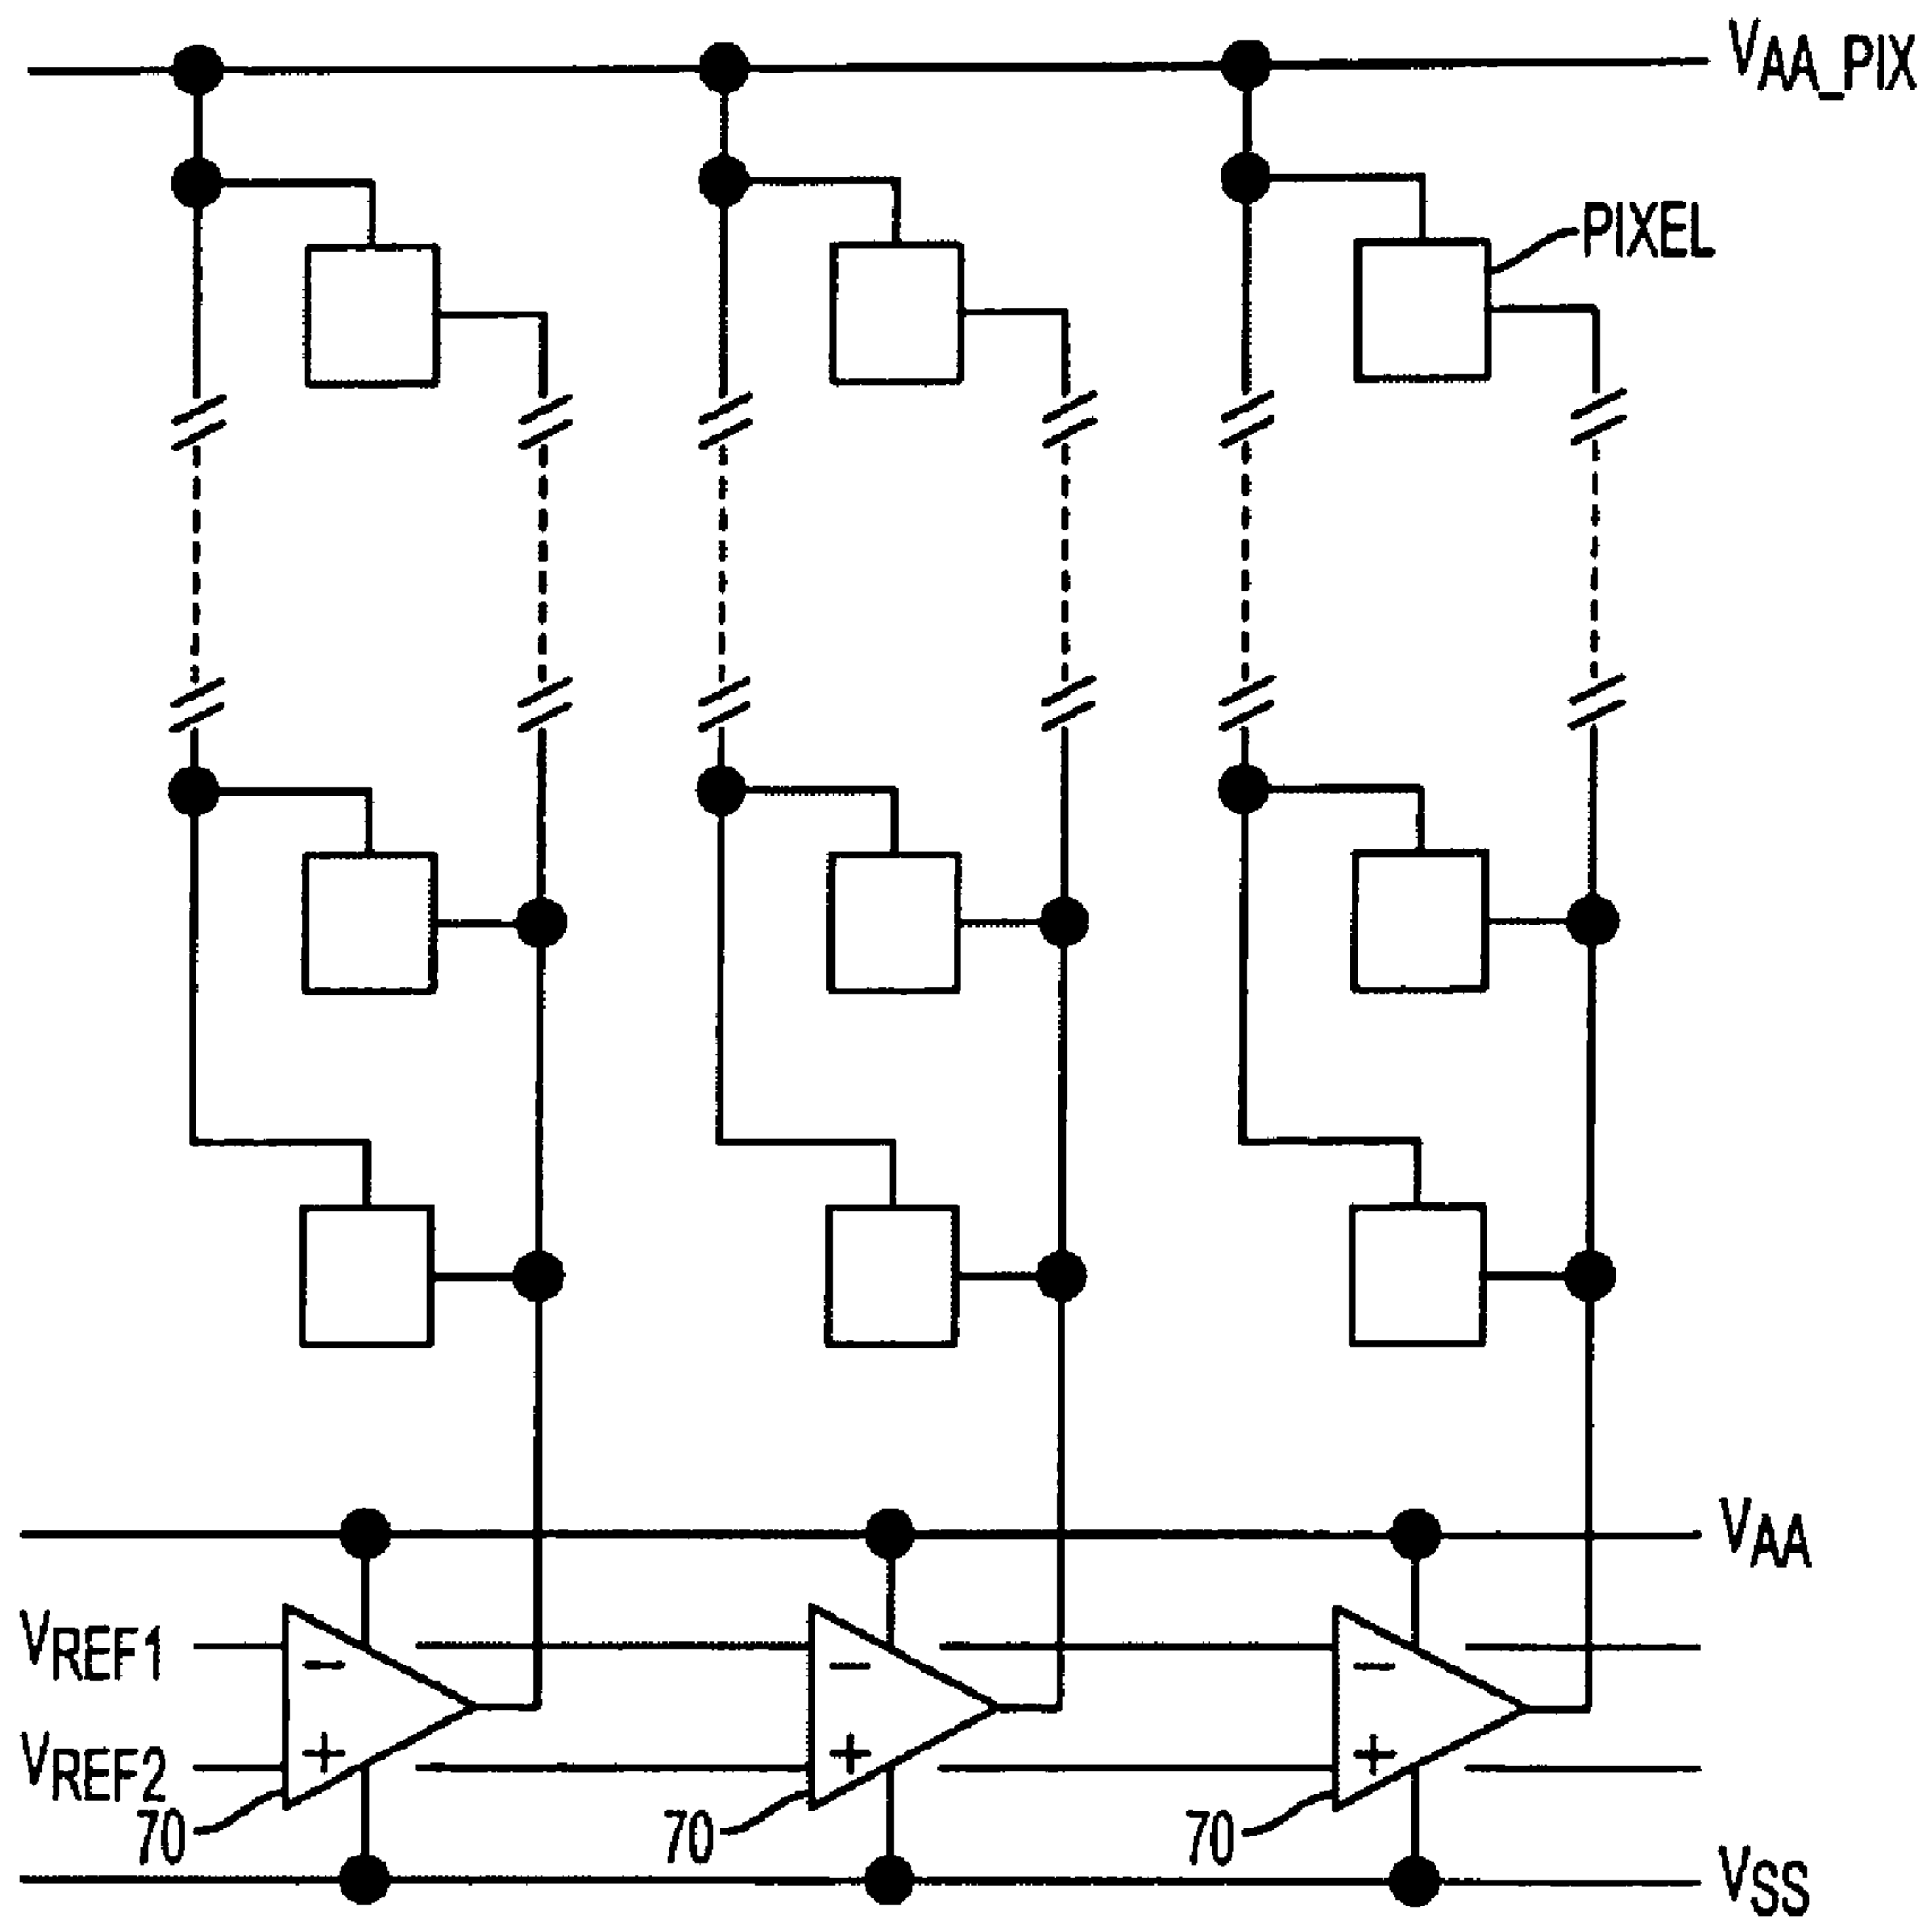 VAA_PIX
PIXEL
VAA
VREF1
− − −
VREF2
+ + +
70 70 70
VSS